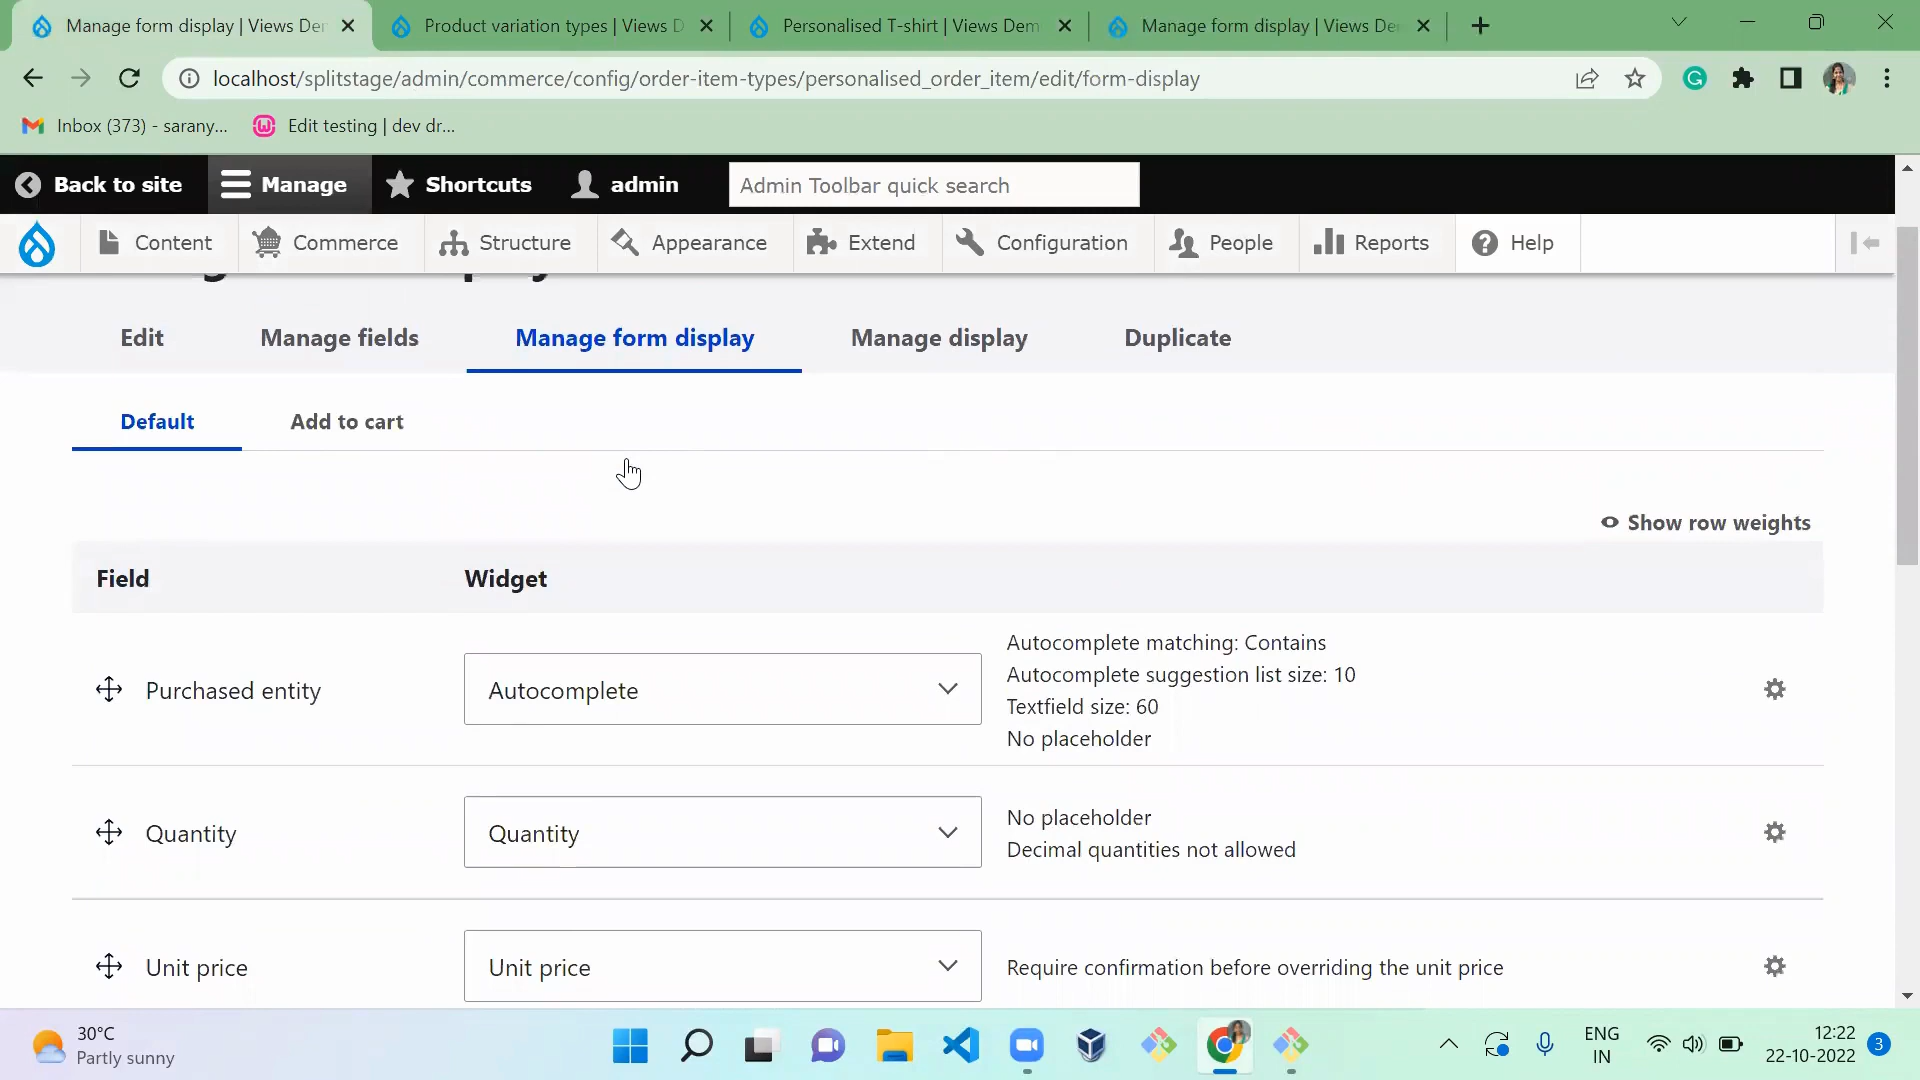 Manage form display | Views Der
Product variation types | Views D
Personalised T-shirt | Views Dem
Manage form display | Views De
localhost/splitstage/admin/commerce/config/order-item-types/personalised_order_item/edit/form-display
Inbox (373) - sarany...
Edit testing | dev dr...
Back to site
Manage
Shortcuts
admin
Admin Toolbar quick search
Content
Commerce
Structure
Appearance
Extend
Configuration
People
Reports
Help
Edit
Manage fields
Manage form display
Manage display
Duplicate
Default
Add to cart
Show row weights
Field
Widget
Purchased entity
Autocomplete
Autocomplete matching: Contains
Autocomplete suggestion list size: 10
Textfield size: 60
No placeholder
Quantity
Quantity
No placeholder
Decimal quantities not allowed
Unit price
Unit price
Require confirmation before overriding the unit price
30°C
Partly sunny
ENG
IN
12:22
22-10-2022
3